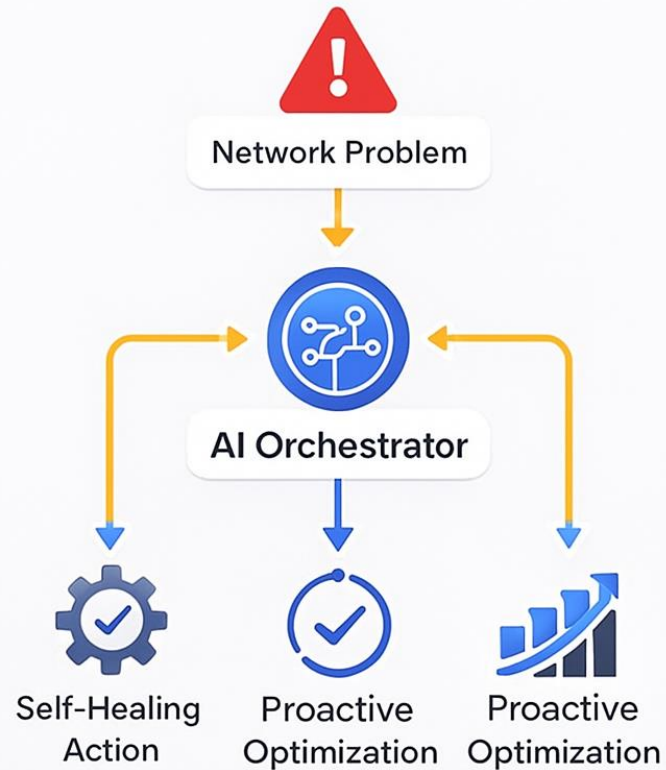 Network Problem
AI Orchestrator
Self-Healing
Action
Proactive
Optimization
Proactive
Optimization